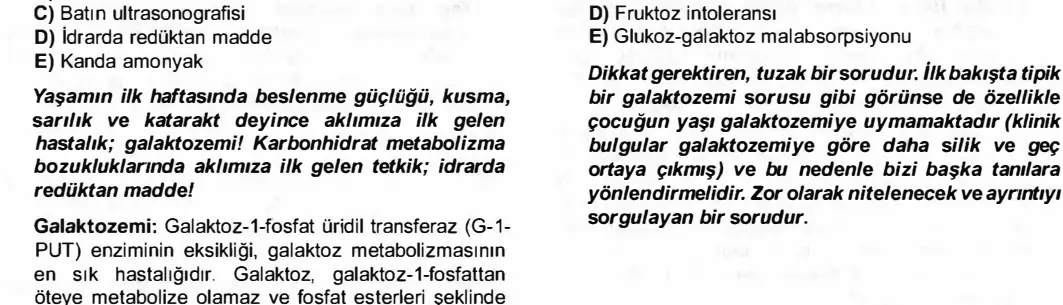 C) Batın ultrasonografisi
D) İdrarda redüktan madde
E) Kanda amonyak
Yaşamın ilk haftasında beslenme güçlüğü, kusma,
sarılık ve katarakt deyince aklımıza ilk gelen
hastalık; galaktozemi! Karbonhidrat metabolizma
bozukluklarında aklımıza ilk gelen tetkik; idrarda
redüktan madde!
Galaktozemi: Galaktoz-1-fosfat üridil transferaz (G-1-
PUT) enziminin eksikliği, galaktoz metabolizmasının
en sık hastalığıdır. Galaktoz, galaktoz-1-fosfattan
öteye metabolize olamaz ve fosfat esterleri şeklinde
D) Fruktoz intoleransı
E) Glukoz-galaktoz malabsorpsiyonu
Dikkat gerektiren, tuzak bir sorudur. İlk bakışta tipik
bir galaktozemi sorusu gibi görünse de özellikle
çocuğun yaşı galaktozemiye uymamaktadır (klinik
bulgular galaktozemiye göre daha silik ve geç
ortaya çıkmış) ve bu nedenle bizi başka tanılara
yönlendirmelidir. Zor olarak nitelenecek ve ayrıntıyı
sorgulayan bir sorudur.